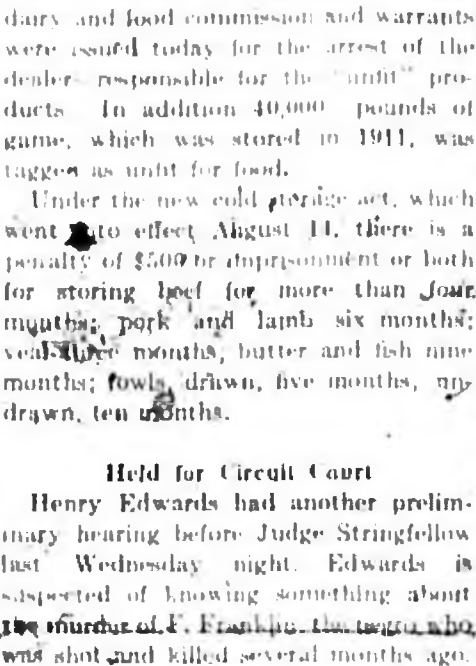 dairy and food commission and warrants
were issued today for the arrest of the
dealer responsible for the "unfit" pro-
ducts. In addition 40,000 pounds of
game, which was stored in 1911, was
tagged as unfit for food.
Under the new cold storage act, which
went into effect August 11, there is a
penalty of $500 or imprisonment or both
for storing beef for more than four
months; pork and lamb six months;
veal three months, butter and fish nine
months; fowls, drawn, five months, un-
drawn, ten months.
Held for Circuit Court
Henry Edwards had another prelim-
inary hearing before Judge Stringfellow
last Wednesday night. Edwards is
suspected of knowing something about
the murder of F. Franklin, the negro who
was shot and killed several months ago.